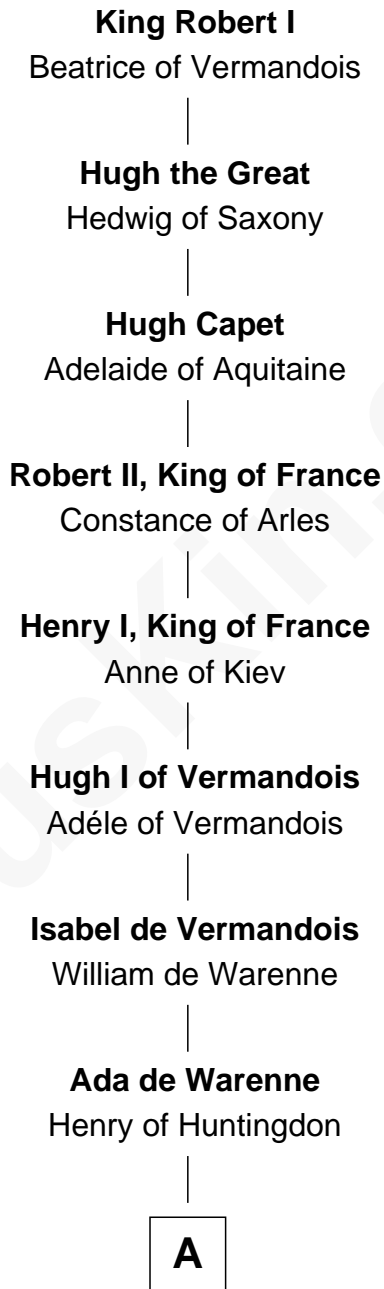 King Robert I
Beatrice of Vermandois
Hugh the Great
Hedwig of Saxony
Hugh Capet
Adelaide of Aquitaine
Robert II, King of France
Constance of Arles
Henry I, King of France
Anne of Kiev
Hugh I of Vermandois
Adéle of Vermandois
Isabel de Vermandois
William de Warenne
Ada de Warenne
Henry of Huntingdon
A